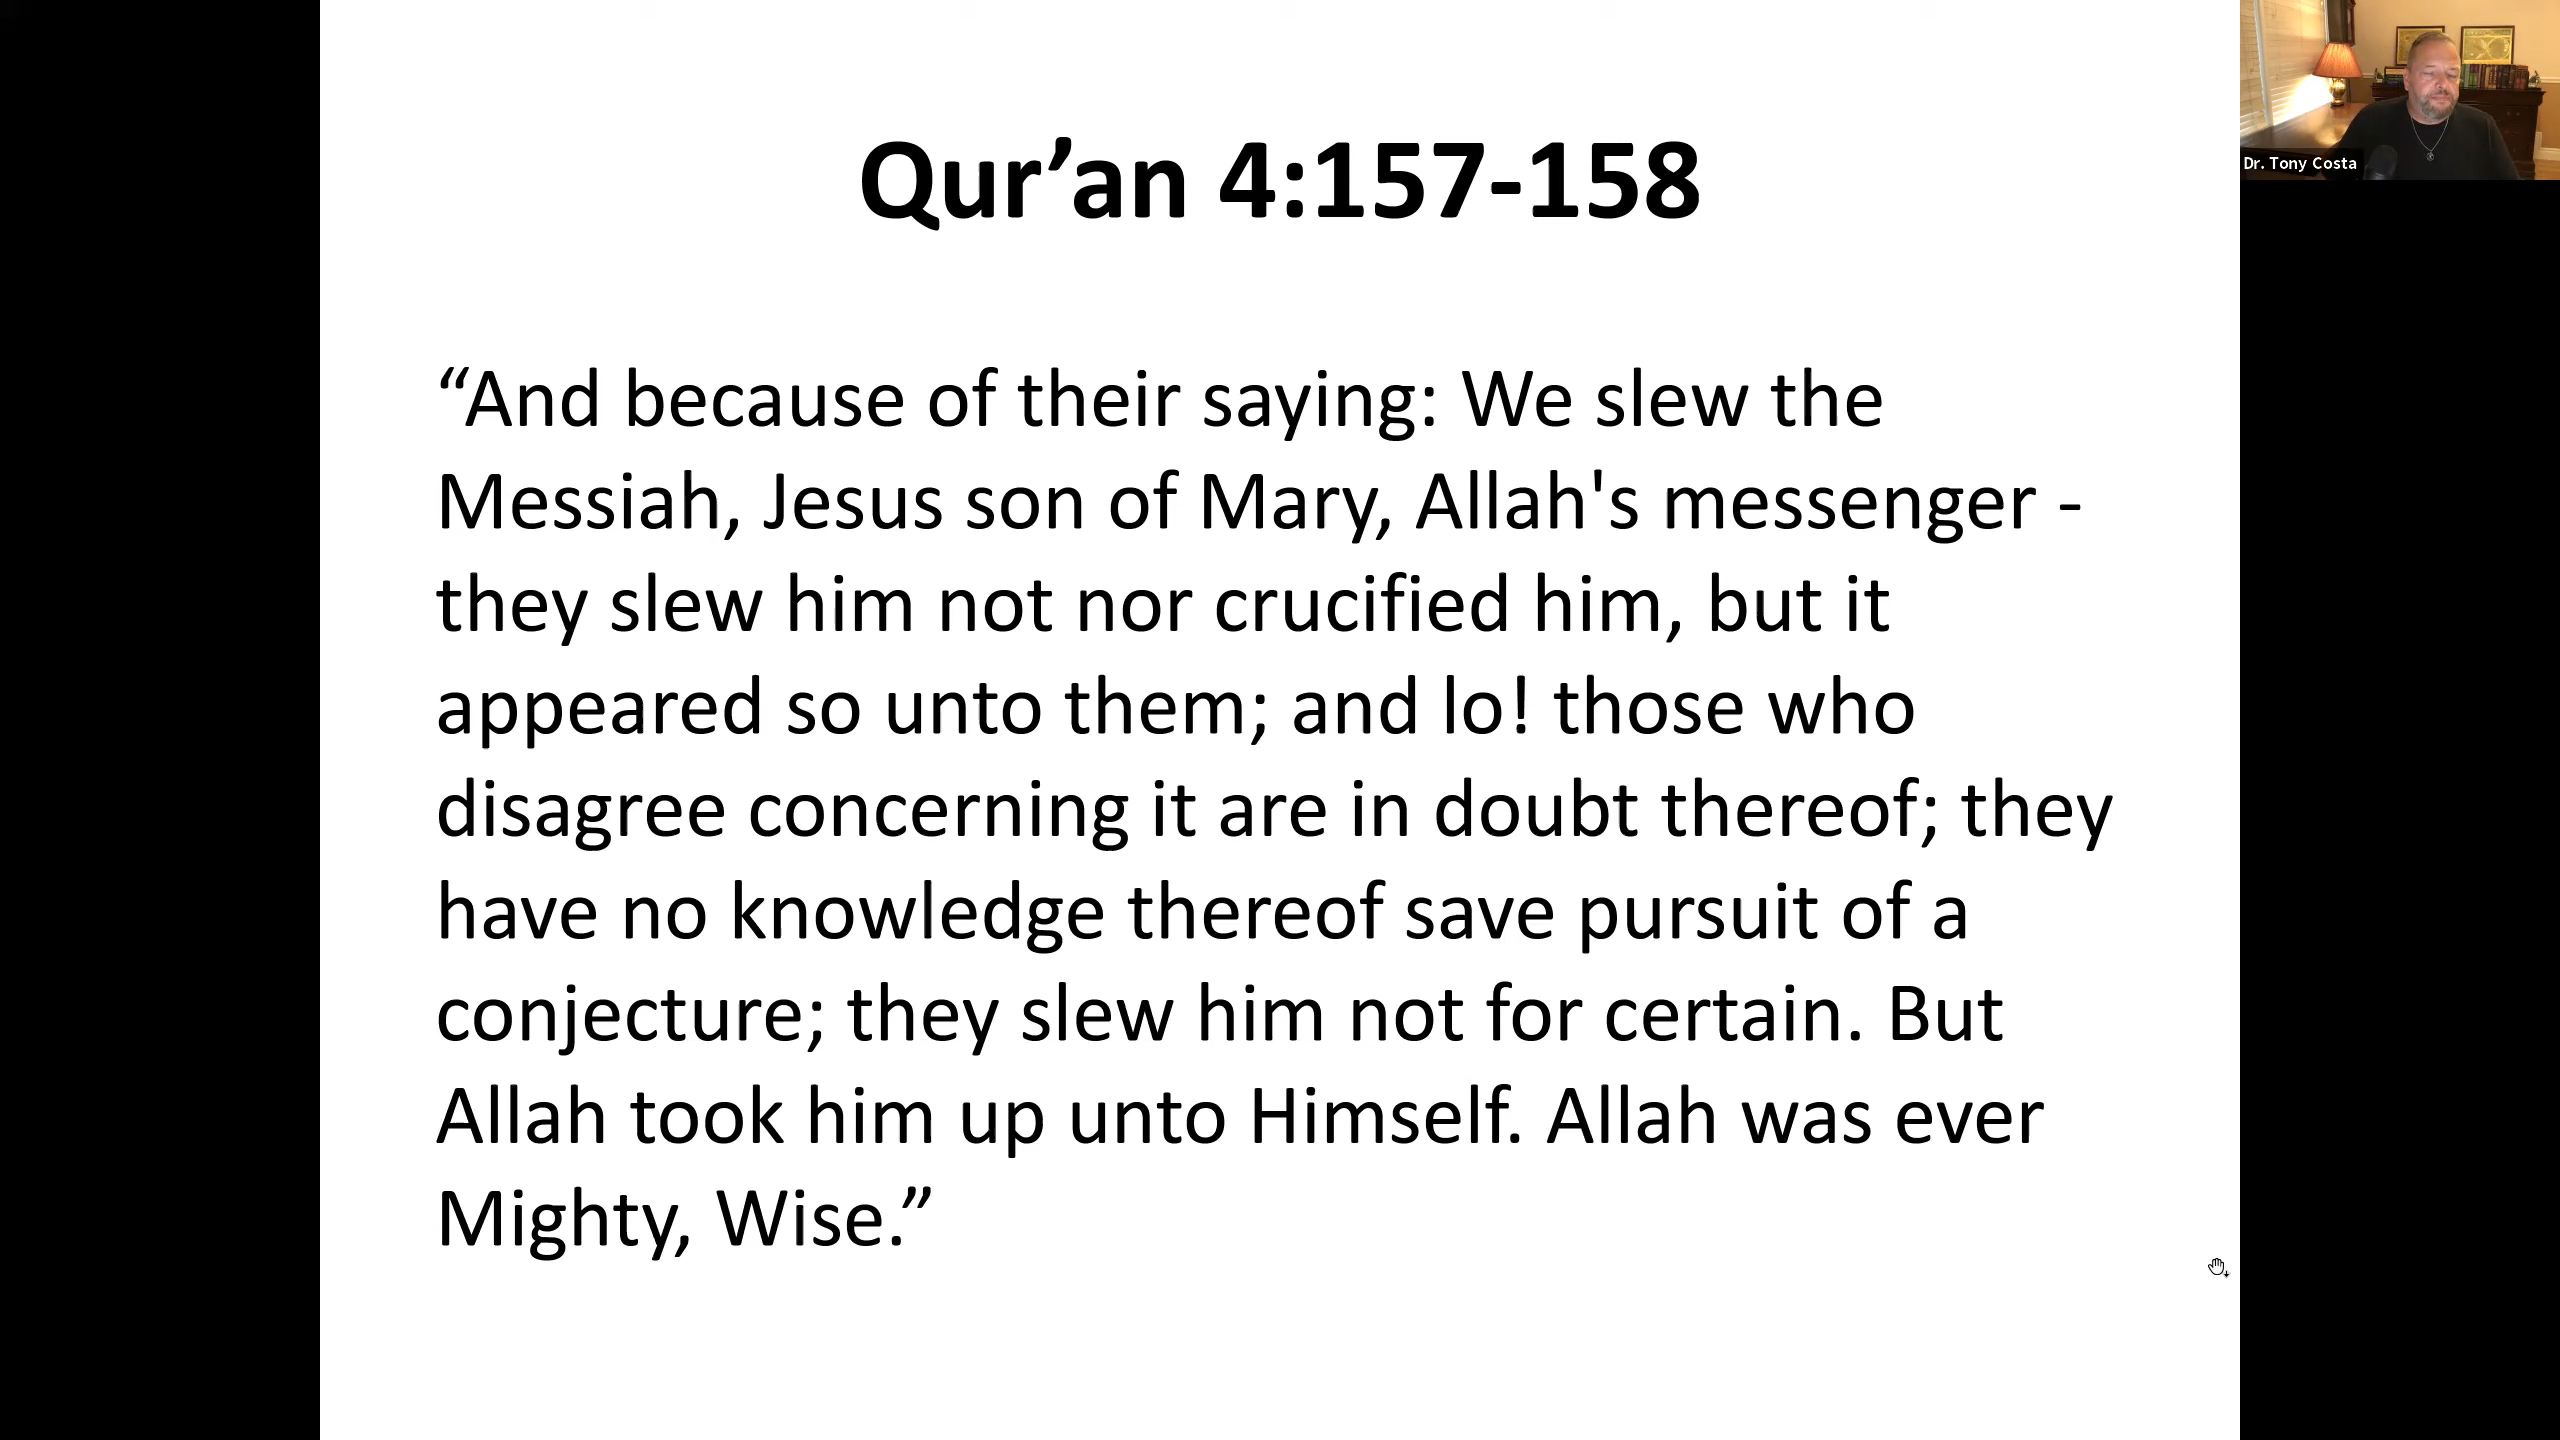 Qur’an 4:157-158
“And because of their saying: We slew the
Messiah, Jesus son of Mary, Allah's messenger -
they slew him not nor crucified him, but it
appeared so unto them; and lo! those who
disagree concerning it are in doubt thereof; they
have no knowledge thereof save pursuit of a
conjecture; they slew him not for certain. But
Allah took him up unto Himself. Allah was ever
Mighty, Wise.”
Dr. Tony Costa